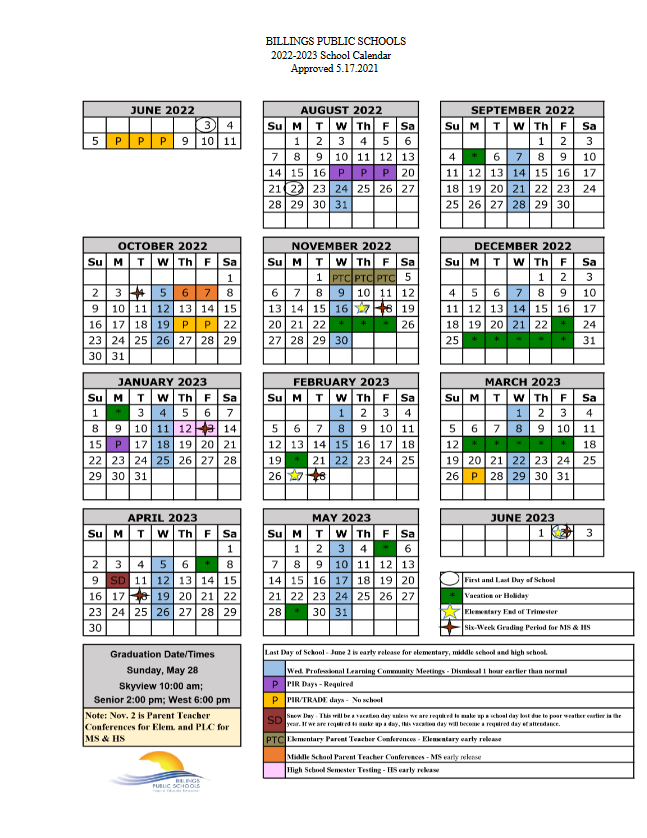 BILLINGS PUBLIC SCHOOLS
2022-2023 School Calendar
Approved 5.17.2021
JUNE 2022
3 4
5 P P P 9 10 11
AUGUST 2022
Su M T W Th F Sa
1 2 3 4 5 6
7 8 9 10 11 12 13
14 15 16 P P P 20
21 22 23 24 25 26 27
28 29 30 31
SEPTEMBER 2022
Su M T W Th F Sa
1 2 3
4 * 6 7 8 9 10
11 12 13 14 15 16 17
18 19 20 21 22 23 24
25 26 27 28 29 30
OCTOBER 2022
Su M T W Th F Sa
1
2 3 4 5 6 7 8
9 10 11 12 13 14 15
16 17 18 19 P P 22
23 24 25 26 27 28 29
30 31
NOVEMBER 2022
Su M T W Th F Sa
1 PTC PTC PTC 5
6 7 8 9 10 11 12
13 14 15 16 17 18 19
20 21 22 * * * 26
27 28 29 30
DECEMBER 2022
Su M T W Th F Sa
1 2 3
4 5 6 7 8 9 10
11 12 13 14 15 16 17
18 19 20 21 22 * 24
25 * * * * * 31
JANUARY 2023
Su M T W Th F Sa
1 * 3 4 5 6 7
8 9 10 11 12 13 14
15 P 17 18 19 20 21
22 23 24 25 26 27 28
29 30 31
FEBRUARY 2023
Su M T W Th F Sa
1 2 3 4
5 6 7 8 9 10 11
12 13 14 15 16 17 18
19 * 21 22 23 24 25
26 27 28
MARCH 2023
Su M T W Th F Sa
1 2 3 4
5 6 7 8 9 10 11
12 * * * * * 18
19 20 21 22 23 24 25
26 P 28 29 30 31
APRIL 2023
Su M T W Th F Sa
1
2 3 4 5 6 * 8
9 SD 11 12 13 14 15
16 17 18 19 20 21 22
23 24 25 26 27 28 29
30
MAY 2023
Su M T W Th F Sa
1 2 3 4 * 6
7 8 9 10 11 12 13
14 15 16 17 18 19 20
21 22 23 24 25 26 27
28 * 30 31
JUNE 2023
1 2 3
First and Last Day of School
* Vacation or Holiday
Elementary End of Trimester
Six-Week Grading Period for MS & HS
Graduation Date/Times
Sunday, May 28
Skyview 10:00 am;
Senior 2:00 pm; West 6:00 pm
Note: Nov. 2 is Parent Teacher
Conferences for Elem. and PLC for
MS & HS
BILLINGS
PUBLIC SCHOOLS
Last Day of School - June 2 is early release for elementary, middle school and high school.
Wed. Professional Learning Community Meetings - Dismissal 1 hour earlier than normal
P PIR Days - Required
P PIR/TRADE days - No school
SD Snow Day - This will be a vacation day unless we are required to make up a school day lost due to poor weather earlier in the
year. If we are required to make up a day, this vacation day will become a required day of attendance.
PTC Elementary Parent Teacher Conferences - Elementary early release
Middle School Parent Teacher Conferences - MS early release
High School Semester Testing - HS early release